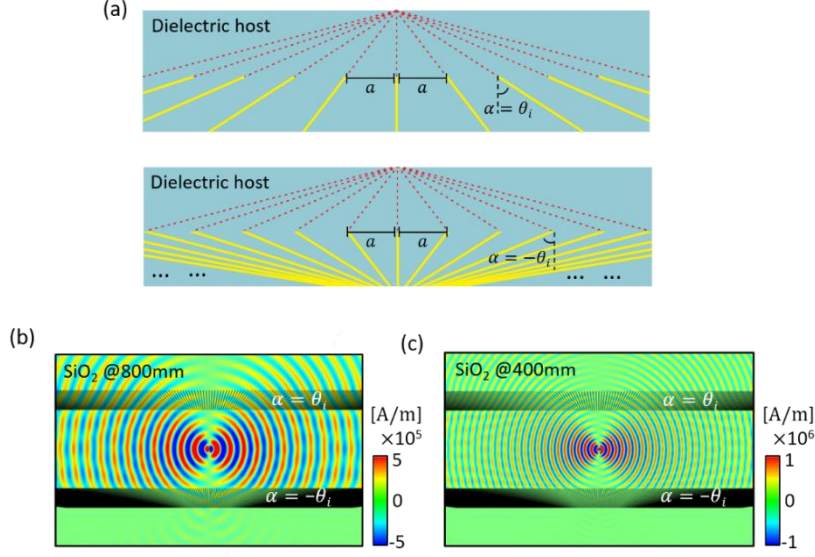 (a)
Dielectric host
a a
α = θi
Dielectric host
a a
α = −θi
... ... ... ...
(b)
SiO2 @800mm
α = θi
α = −θi
[A/m]
×10^5
5
0
-5
(c)
SiO2 @400mm
α = θi
α = −θi
[A/m]
×10^6
1
0
-1